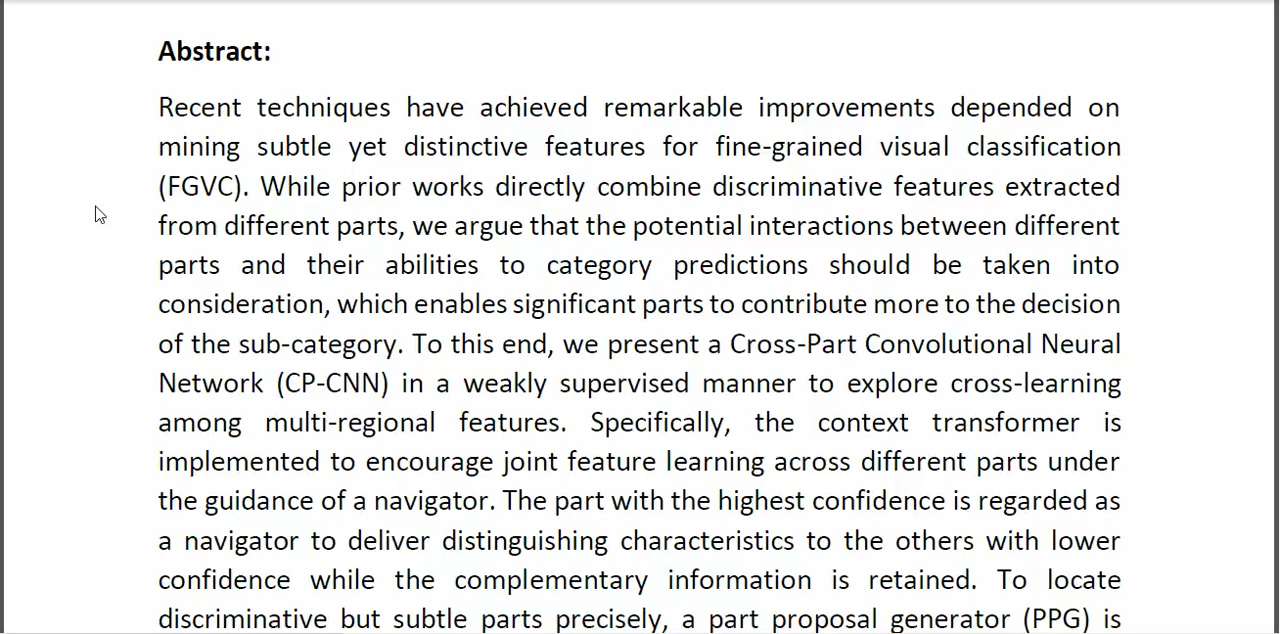 Abstract:
Recent techniques have achieved remarkable improvements depended on
mining subtle yet distinctive features for fine-grained visual classification
(FGVC). While prior works directly combine discriminative features extracted
from different parts, we argue that the potential interactions between different
parts and their abilities to category predictions should be taken into
consideration, which enables significant parts to contribute more to the decision
of the sub-category. To this end, we present a Cross-Part Convolutional Neural
Network (CP-CNN) in a weakly supervised manner to explore cross-learning
among multi-regional features. Specifically, the context transformer is
implemented to encourage joint feature learning across different parts under
the guidance of a navigator. The part with the highest confidence is regarded as
a navigator to deliver distinguishing characteristics to the others with lower
confidence while the complementary information is retained. To locate
discriminative but subtle parts precisely, a part proposal generator (PPG) is